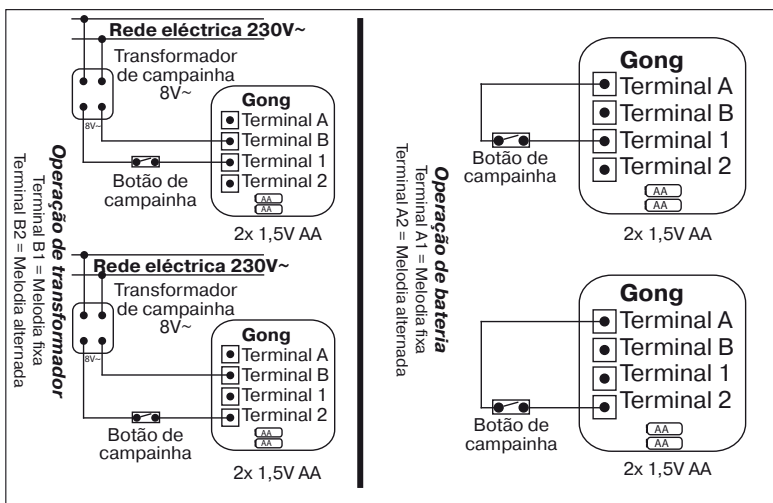 Rede eléctrica 230V~
Transformador
de campainha
8V~
8V~
Gong
Terminal A
Terminal B
Terminal 1
Terminal 2
Botão de
campainha
AA
AA
2x 1,5V AA
Operação de transformador
Terminal B1 = Melodia fixa
Terminal B2 = Melodia alternada
Rede eléctrica 230V~
Transformador
de campainha
8V~
8V~
Gong
Terminal A
Terminal B
Terminal 1
Terminal 2
Botão de
campainha
AA
AA
2x 1,5V AA
Gong
Terminal A
Terminal B
Terminal 1
Terminal 2
Botão de
campainha
AA
AA
2x 1,5V AA
Operação de bateria
Terminal A1 = Melodia fixa
Terminal A2 = Melodia alternada
Gong
Terminal A
Terminal B
Terminal 1
Terminal 2
Botão de
campainha
AA
AA
2x 1,5V AA